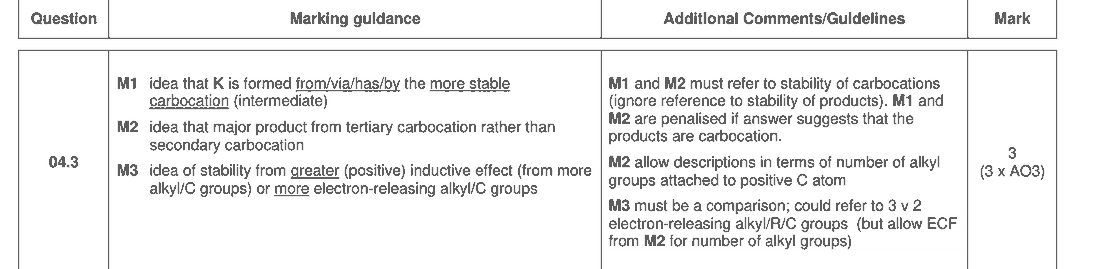 Question Marking guidance Additional Comments/Guidelines Mark
04.3
M1 idea that K is formed from/via/has/by the more stable
carbocation (intermediate)
M2 idea that major product from tertiary carbocation rather than
secondary carbocation
M3 idea of stability from greater (positive) inductive effect (from more
alkyl/C groups) or more electron-releasing alkyl/C groups
M1 and M2 must refer to stability of carbocations
(ignore reference to stability of products). M1 and
M2 are penalised if answer suggests that the
products are carbocation.
M2 allow descriptions in terms of number of alkyl
groups attached to positive C atom
M3 must be a comparison; could refer to 3 v 2
electron-releasing alkyl/R/C groups (but allow ECF
from M2 for number of alkyl groups)
3
(3 x AO3)